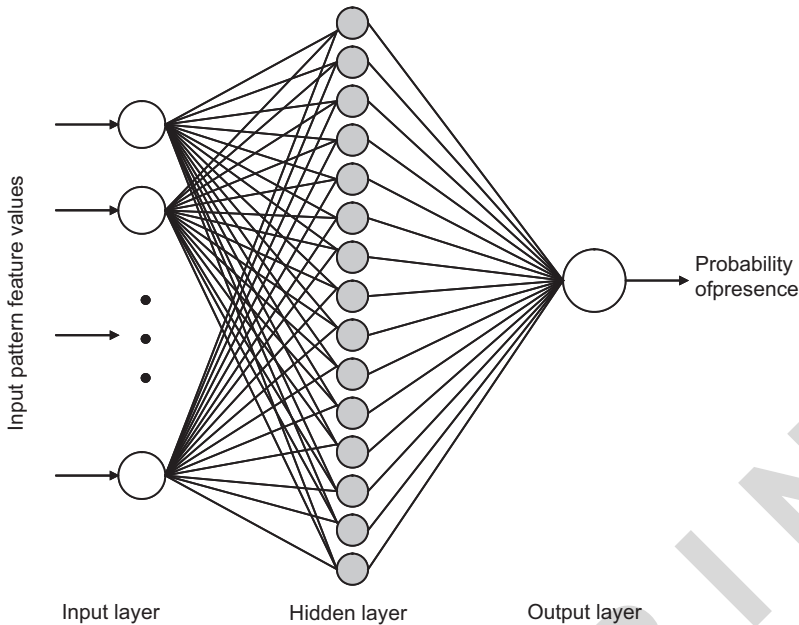 Input pattern feature values
Probability
ofpresence
Input layer
Hidden layer
Output layer